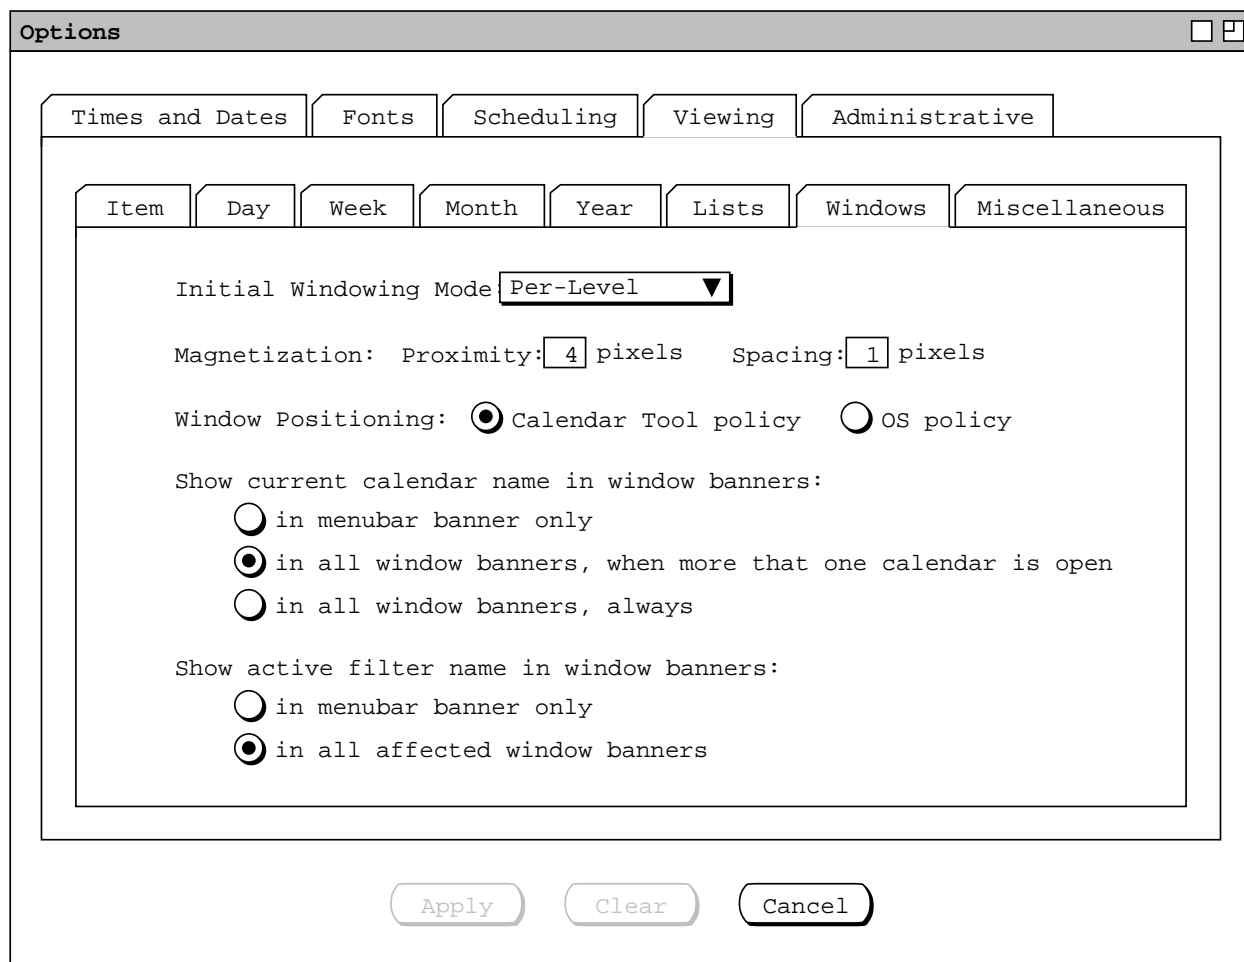 Options
Times and Dates Fonts Scheduling Viewing Administrative
Item Day Week Month Year Lists Windows Miscellaneous
Initial Windowing Mode: Per-Level
Magnetization: Proximity: 4 pixels Spacing: 1 pixels
Window Positioning: Calendar Tool policy OS policy
Show current calendar name in window banners:
in menubar banner only
in all window banners, when more that one calendar is open
in all window banners, always
Show active filter name in window banners:
in menubar banner only
in all affected window banners
Apply Clear Cancel